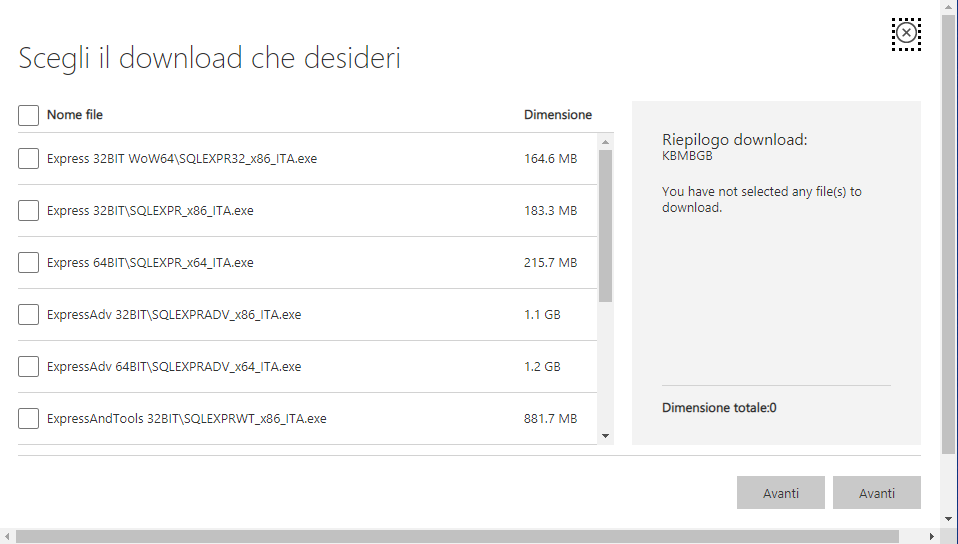 Scegli il download che desideri
Nome file Dimensione
Express 32BIT WoW64\SQLEXPR32_x86_ITA.exe 164.6 MB
Express 32BIT\SQLEXPR_x86_ITA.exe 183.3 MB
Express 64BIT\SQLEXPR_x64_ITA.exe 215.7 MB
ExpressAdv 32BIT\SQLEXPRADV_x86_ITA.exe 1.1 GB
ExpressAdv 64BIT\SQLEXPRADV_x64_ITA.exe 1.2 GB
ExpressAndTools 32BIT\SQLEXPRWT_x86_ITA.exe 881.7 MB
Riepilogo download:
KBMBGB
You have not selected any file(s) to
download.
Dimensione totale:0
Avanti Avanti